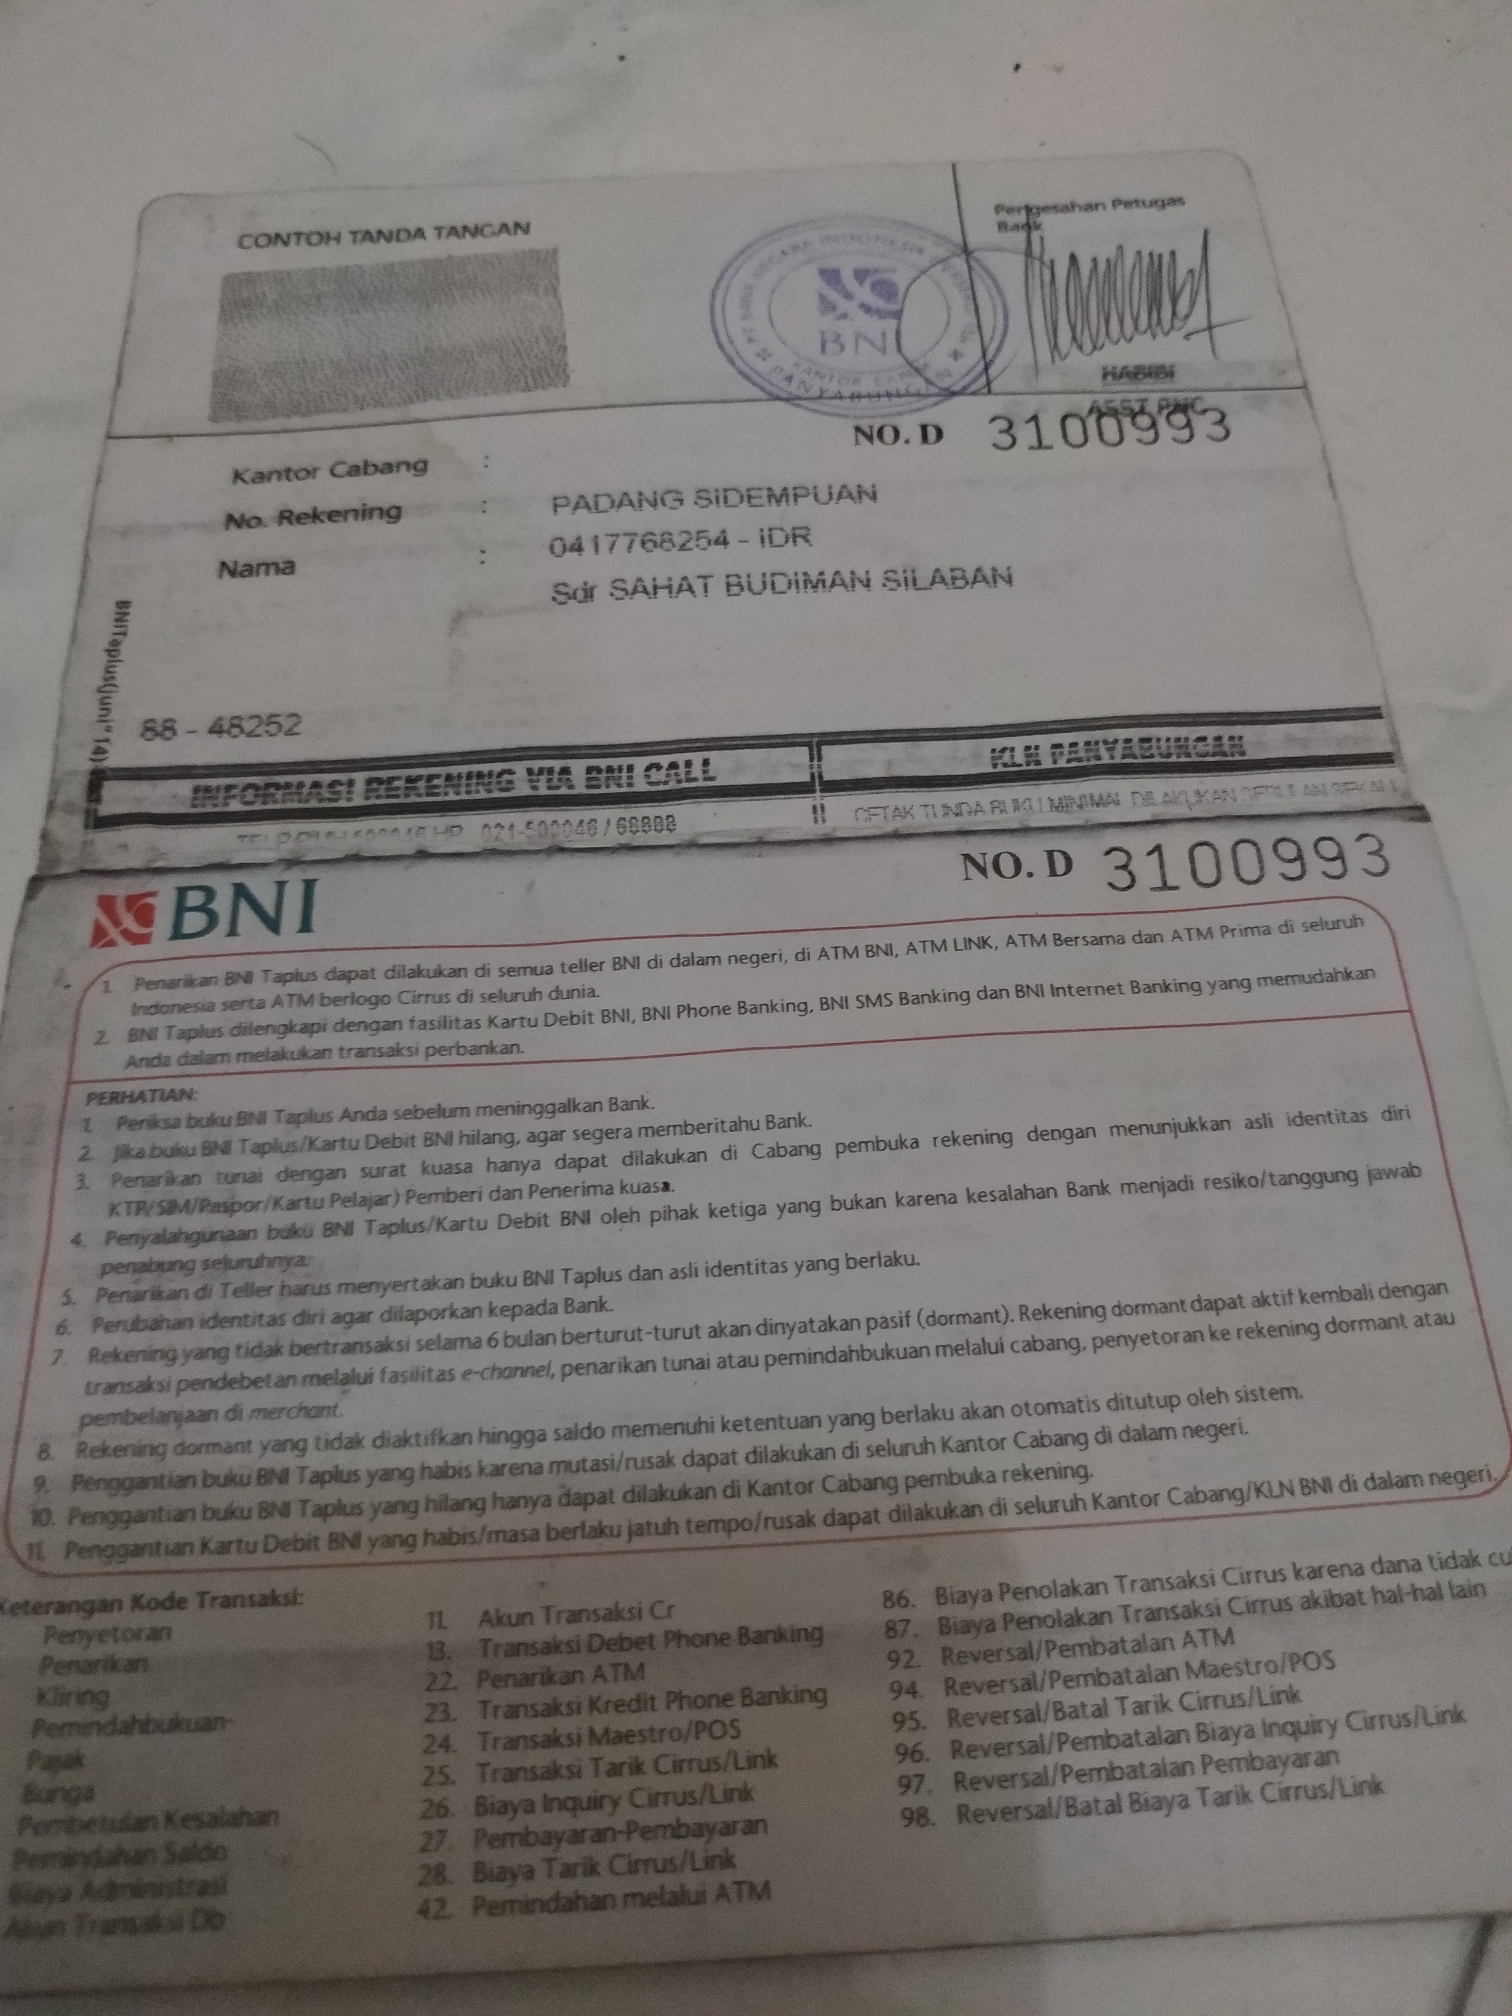 CONTOH TANDA TANGAN
Pengesahan Petugas
Bank
BNI
KANTOR
PANYABUNGAN
HABIBI
NO. D 3100993
Kantor Cabang : PADANG SIDEMPUAN
No. Rekening : 0417768254 - IDR
Nama : Sdr SAHAT BUDIMAN SILABAN
BNITaplus(Juni"14)
88 - 48252
INFORMASI REKENING VIA BNI CALL
KLN PANYABUNGAN
HP 021-500046 / 68888
CETAK TUNDA BUKU MINIMAL DILAKUKAN
BNI
NO. D 3100993
1. Penarikan BNI Taplus dapat dilakukan di semua teller BNI di dalam negeri, di ATM BNI, ATM LINK, ATM Bersama dan ATM Prima di seluruh
Indonesia serta ATM berlogo Cirrus di seluruh dunia.
2. BNI Taplus dilengkapi dengan fasilitas Kartu Debit BNI, BNI Phone Banking, BNI SMS Banking dan BNI Internet Banking yang memudahkan
Anda dalam melakukan transaksi perbankan.
PERHATIAN:
1. Periksa buku BNI Taplus Anda sebelum meninggalkan Bank.
2. Jika buku BNI Taplus/Kartu Debit BNI hilang, agar segera memberitahu Bank.
3. Penarikan tunai dengan surat kuasa hanya dapat dilakukan di Cabang pembuka rekening dengan menunjukkan asli identitas diri
KTP/SIM/Paspor/Kartu Pelajar) Pemberi dan Penerima kuasa.
4. Penyalahgunaan buku BNI Taplus/Kartu Debit BNI oleh pihak ketiga yang bukan karena kesalahan Bank menjadi resiko/tanggung jawab
penabung seluruhnya.
5. Penarikan di Teller harus menyertakan buku BNI Taplus dan asli identitas yang berlaku.
6. Perubahan identitas diri agar dilaporkan kepada Bank.
7. Rekening yang tidak bertransaksi selama 6 bulan berturut-turut akan dinyatakan pasif (dormant). Rekening dormant dapat aktif kembali dengan
transaksi pendebetan melalui fasilitas e-channel, penarikan tunai atau pemindahbukuan melalui cabang, penyetoran ke rekening dormant atau
pembelanjaan di merchant.
8. Rekening dormant yang tidak diaktifkan hingga saldo memenuhi ketentuan yang berlaku akan otomatis ditutup oleh sistem.
9. Penggantian buku BNI Taplus yang habis karena mutasi/rusak dapat dilakukan di seluruh Kantor Cabang di dalam negeri.
10. Penggantian buku BNI Taplus yang hilang hanya dapat dilakukan di Kantor Cabang pembuka rekening.
11. Penggantian Kartu Debit BNI yang habis/masa berlaku jatuh tempo/rusak dapat dilakukan di seluruh Kantor Cabang/KLN BNI di dalam negeri.
Keterangan Kode Transaksi:
Penyetoran
Penarikan
Kliring
Pemindahbukuan
Pajak
Bunga
Pembetulan Kesalahan
Pemindahan Saldo
Biaya Administrasi
Akun Transaksi Db
11. Akun Transaksi Cr
13. Transaksi Debet Phone Banking
22. Penarikan ATM
23. Transaksi Kredit Phone Banking
24. Transaksi Maestro/POS
25. Transaksi Tarik Cirrus/Link
26. Biaya Inquiry Cirrus/Link
27. Pembayaran-Pembayaran
28. Biaya Tarik Cirrus/Link
42. Pemindahan melalui ATM
86. Biaya Penolakan Transaksi Cirrus karena dana tidak cu
87. Biaya Penolakan Transaksi Cirrus akibat hal-hal lain
92. Reversal/Pembatalan ATM
94. Reversal/Pembatalan Maestro/POS
95. Reversal/Batal Tarik Cirrus/Link
96. Reversal/Pembatalan Biaya Inquiry Cirrus/Link
97. Reversal/Pembatalan Pembayaran
98. Reversal/Batal Biaya Tarik Cirrus/Link